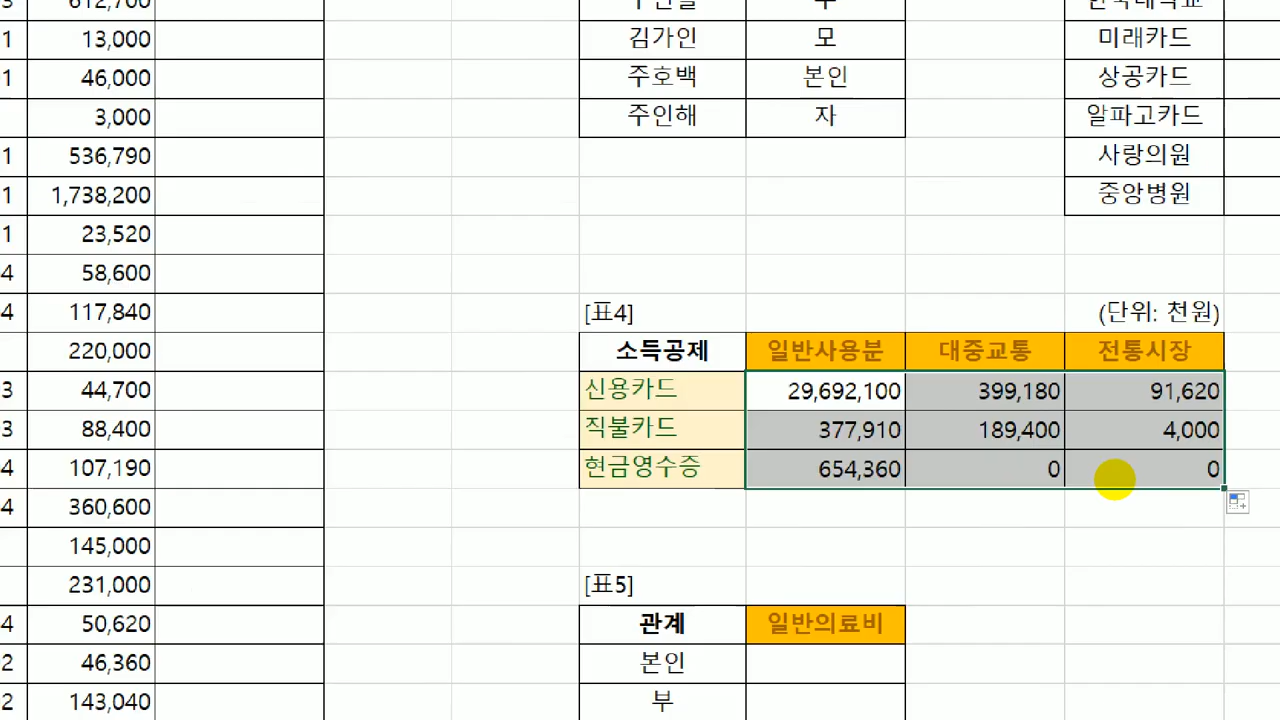 612,700
1 13,000 김가인 모 미래카드
1 46,000 주호백 본인 상공카드
3,000 주인해 자 알파고카드
1 536,790 사랑의원
1 1,738,200 중앙병원
1 23,520
4 58,600
4 117,840 [표4] (단위: 천원)
220,000 소득공제 일반사용분 대중교통 전통시장
3 44,700 신용카드 29,692,100 399,180 91,620
3 88,400 직불카드 377,910 189,400 4,000
4 107,190 현금영수증 654,360 0 0
4 360,600
145,000
231,000 [표5]
4 50,620 관계 일반의료비
2 46,360 본인
2 143,040 부